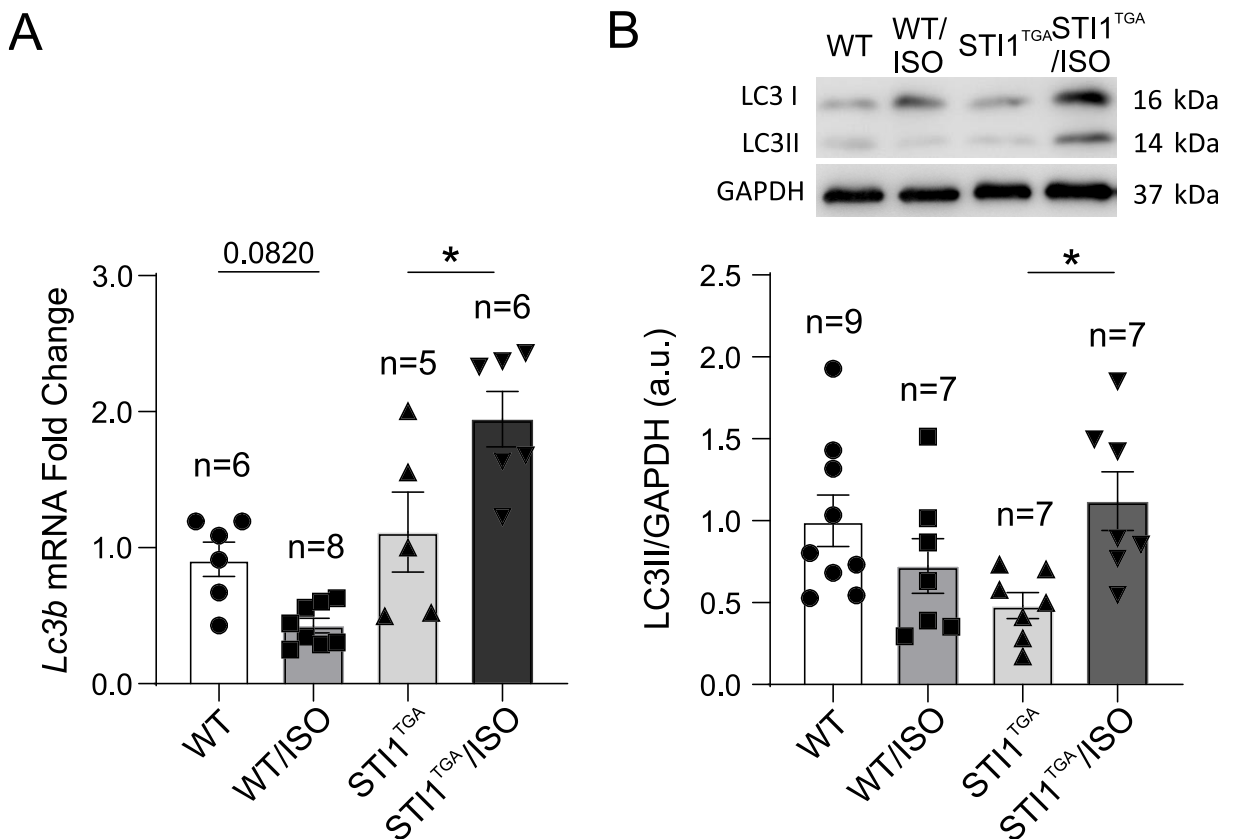 A
0.0820
*
3.0
2.0
1.0
0.0
Lc3b mRNA Fold Change
n=6
n=8
n=5
n=6
WT
WT/ISO
STI1TGA
STI1TGA/ISO
B
WT
WT/
ISO
STI1TGA
STI1TGA
/ISO
LC3 I
16 kDa
LC3II
14 kDa
GAPDH
37 kDa
*
2.5
2.0
1.5
1.0
0.5
0.0
LC3II/GAPDH (a.u.)
n=9
n=7
n=7
n=7
WT
WT/ISO
STI1TGA
STI1TGA/ISO